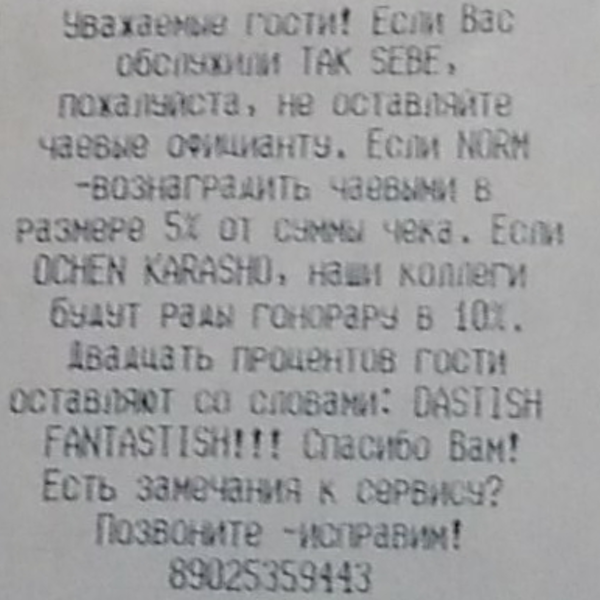 Уважаемые гости! Если Вас
обслужили TAK SEBE,
пожалуйста, не оставляйте
чаевые официанту. Если NORM
-вознаградить чаевыми в
размере 5% от суммы чека. Если
OCHEN KARASHO, наши коллеги
будут рады гонорару в 10%.
Двадцать процентов гости
оставляют со словами: DASTISH
FANTASTISH!!! Спасибо Вам!
Есть замечания к сервису?
Позвоните -исправим!
89025359443